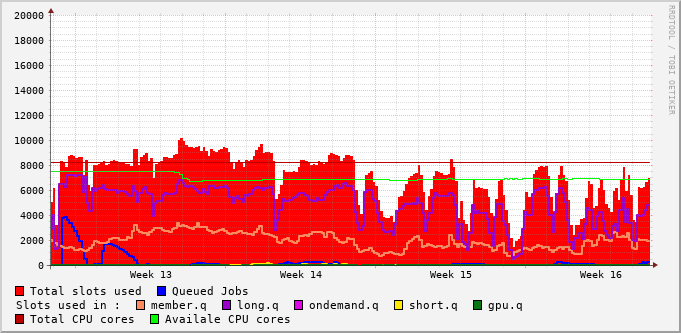 RRDTOOL / TOBI OETIKER
20000
18000
16000
14000
12000
10000
8000
6000
4000
2000
0
Week 13 Week 14 Week 15 Week 16
Total slots used Queued Jobs
Slots used in : member.q long.q ondemand.q short.q gpu.q
Total CPU cores Availale CPU cores